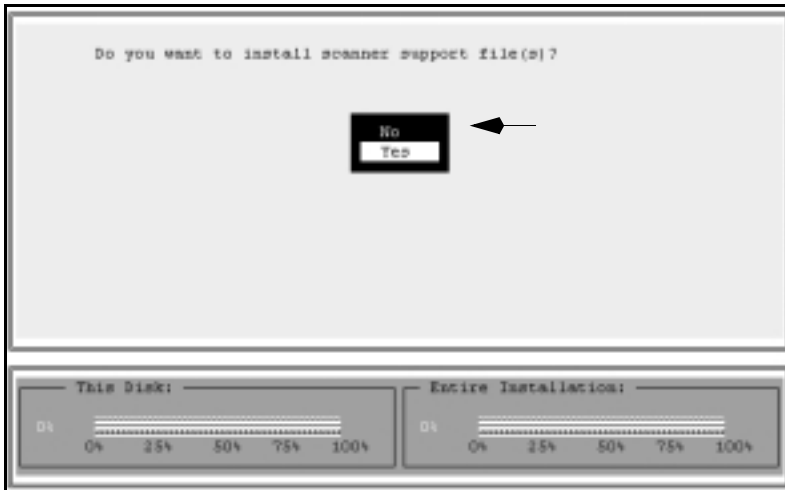 Do you want to install scanner support file(s)?
No
Yes
This Disk:
0%
0% 25% 50% 75% 100%
Entire Installation:
0%
0% 25% 50% 75% 100%